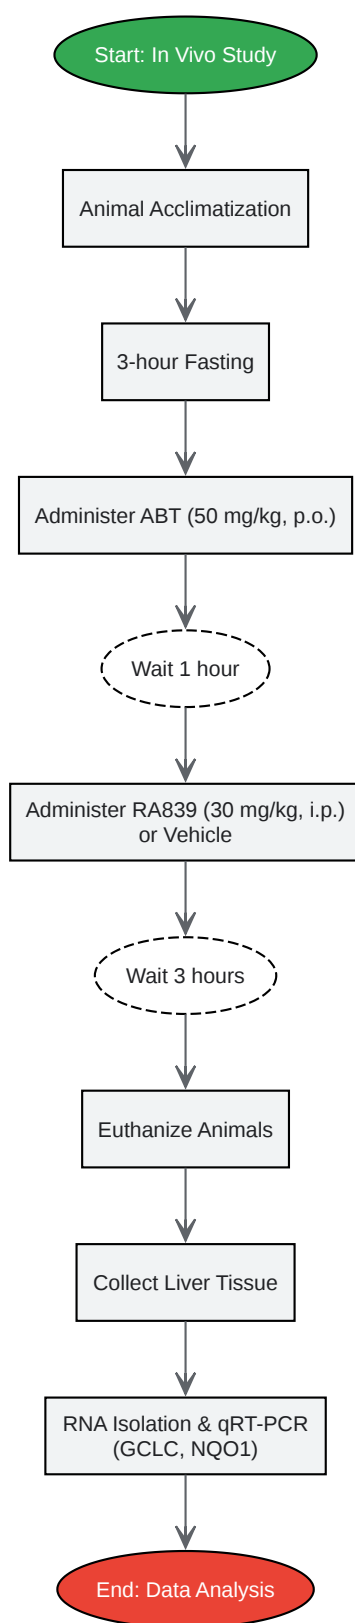 Start: In Vivo Study
Animal Acclimatization
3-hour Fasting
Administer ABT (50 mg/kg, p.o.)
Wait 1 hour
Administer RA839 (30 mg/kg, i.p.)
or Vehicle
Wait 3 hours
Euthanize Animals
Collect Liver Tissue
RNA Isolation & qRT-PCR
(GCLC, NQO1)
End: Data Analysis